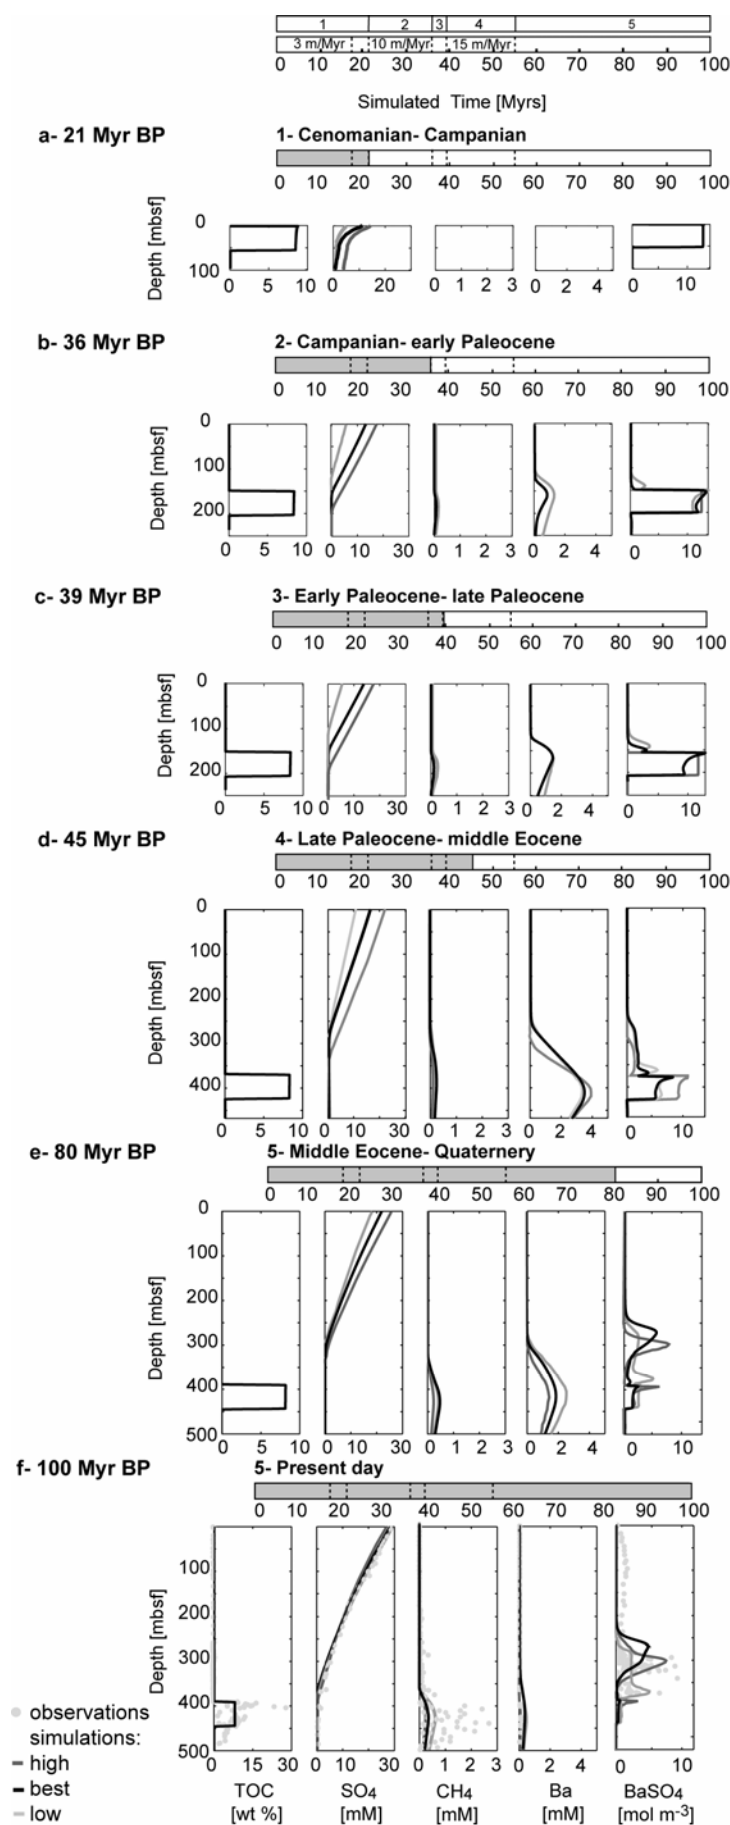 1 2 3 4 5
3 m/Myr 10 m/Myr 15 m/Myr
0 10 20 30 40 50 60 70 80 90 100
Simulated Time [Myrs]
a- 21 Myr BP 1- Cenomanian- Campanian
0 10 20 30 40 50 60 70 80 90 100
Depth [mbsf]
0
100
0 5 10 20 0 1 2 3 0 2 4 0 10
b- 36 Myr BP 2- Campanian- early Paleocene
0 10 20 30 40 50 60 70 80 90 100
Depth [mbsf]
0
100
200
0 5 10 0 10 30 0 1 2 3 0 2 4 0 10
c- 39 Myr BP 3- Early Paleocene- late Paleocene
0 10 20 30 40 50 60 70 80 90 100
Depth [mbsf]
0
100
200
0 5 10 0 10 30 0 1 2 3 0 2 4 0 10
d- 45 Myr BP 4- Late Paleocene- middle Eocene
0 10 20 30 40 50 60 70 80 90 100
Depth [mbsf]
0
100
200
300
400
0 5 10 0 10 30 0 1 2 3 0 2 4 0 10
e- 80 Myr BP 5- Middle Eocene- Quaternery
0 10 20 30 40 50 60 70 80 90 100
Depth [mbsf]
0
100
200
300
400
500
0 5 10 0 10 30 0 1 2 3 0 2 4 0 10
f- 100 Myr BP 5- Present day
0 10 20 30 40 50 60 70 80 90 100
Depth [mbsf]
100
200
300
400
500
0 15 30 0 10 30 0 1 2 3 0 2 4 0 10
observations
simulations:
high
best
low
TOC SO4 CH4 Ba BaSO4
[wt %] [mM] [mM] [mM] [mol m-3]